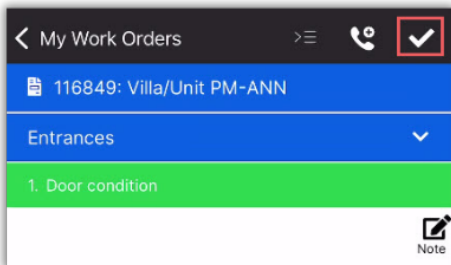 My Work Orders
116849: Villa/Unit PM-ANN
Entrances
1. Door condition
Note